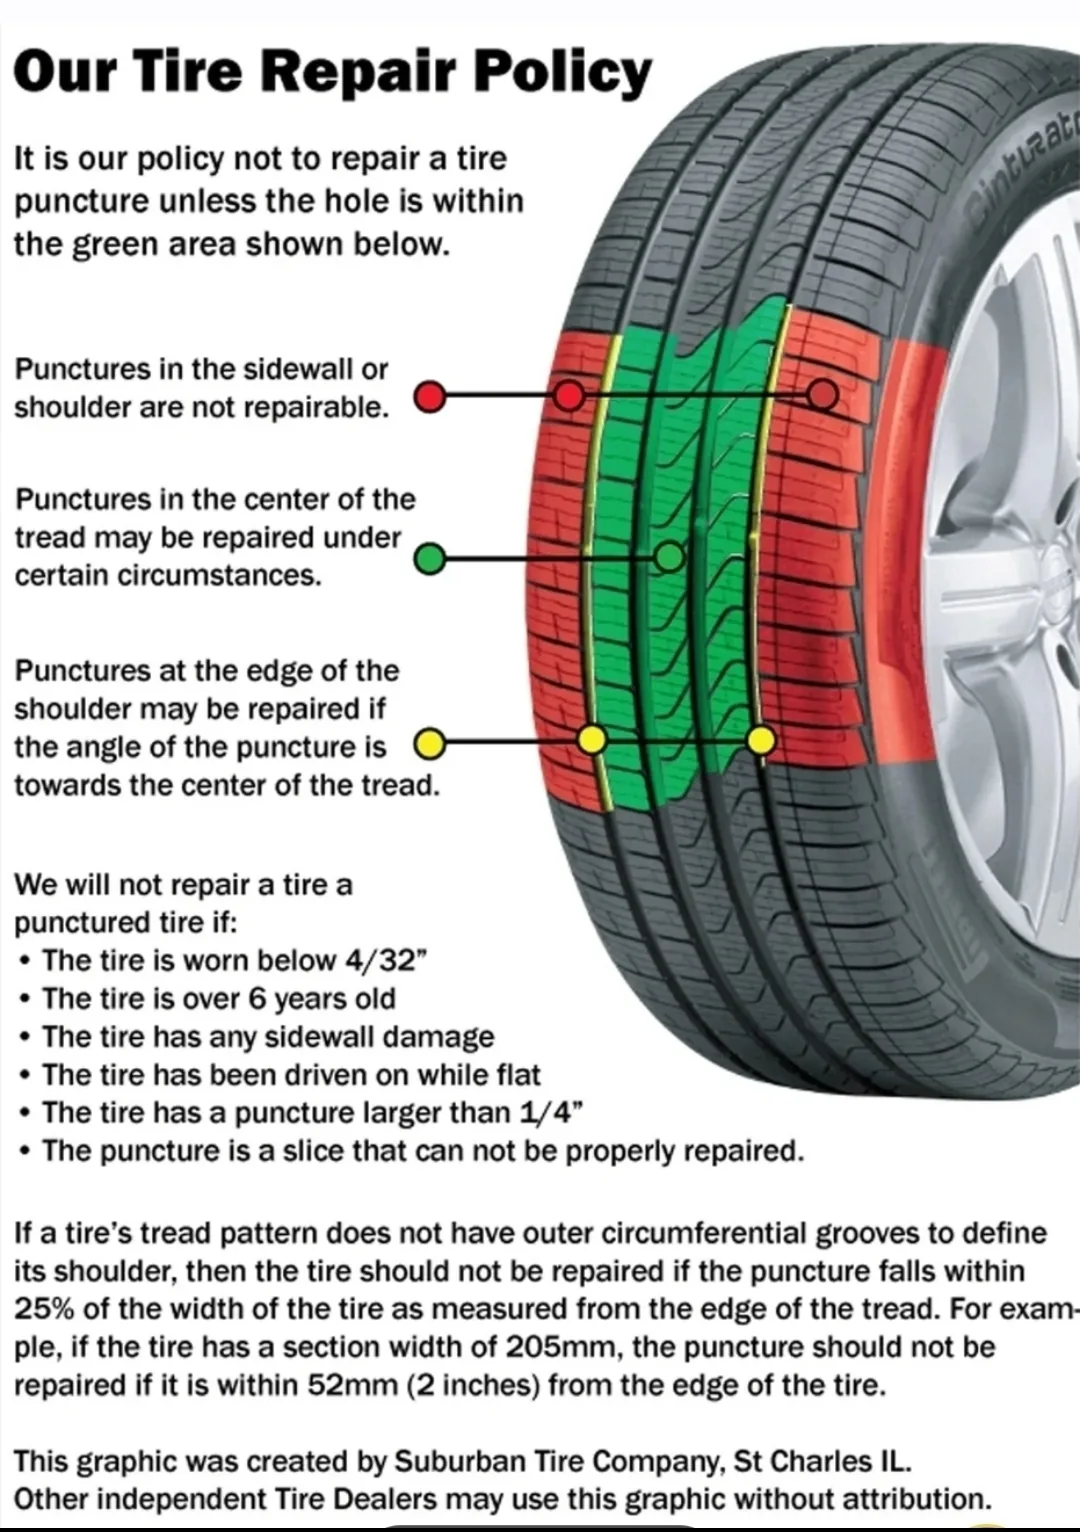 Our Tire Repair Policy
It is our policy not to repair a tire
puncture unless the hole is within
the green area shown below.
Punctures in the sidewall or
shoulder are not repairable.
Punctures in the center of the
tread may be repaired under
certain circumstances.
Punctures at the edge of the
shoulder may be repaired if
the angle of the puncture is
towards the center of the tread.
We will not repair a tire a
punctured tire if:
• The tire is worn below 4/32”
• The tire is over 6 years old
• The tire has any sidewall damage
• The tire has been driven on while flat
• The tire has a puncture larger than 1/4”
• The puncture is a slice that can not be properly repaired.
If a tire’s tread pattern does not have outer circumferential grooves to define
its shoulder, then the tire should not be repaired if the puncture falls within
25% of the width of the tire as measured from the edge of the tread. For exam-
ple, if the tire has a section width of 205mm, the puncture should not be
repaired if it is within 52mm (2 inches) from the edge of the tire.
This graphic was created by Suburban Tire Company, St Charles IL.
Other independent Tire Dealers may use this graphic without attribution.